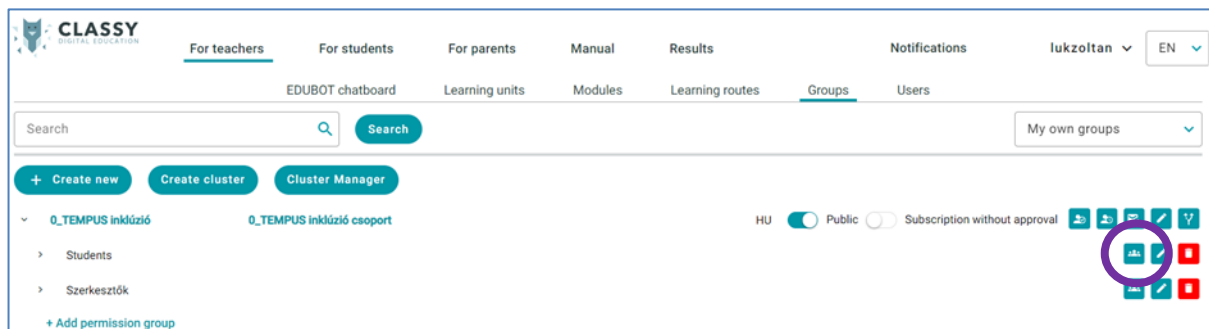 CLASSY
DIGITAL EDUCATION
For teachers For students For parents Manual Results Notifications lukzoltan EN
EDUBOT chatboard Learning units Modules Learning routes Groups Users
Search Search My own groups
+ Create new Create cluster Cluster Manager
0_TEMPUS inklúzió 0_TEMPUS inklúzió csoport HU Public Subscription without approval
Students
Szerkesztők
+ Add permission group